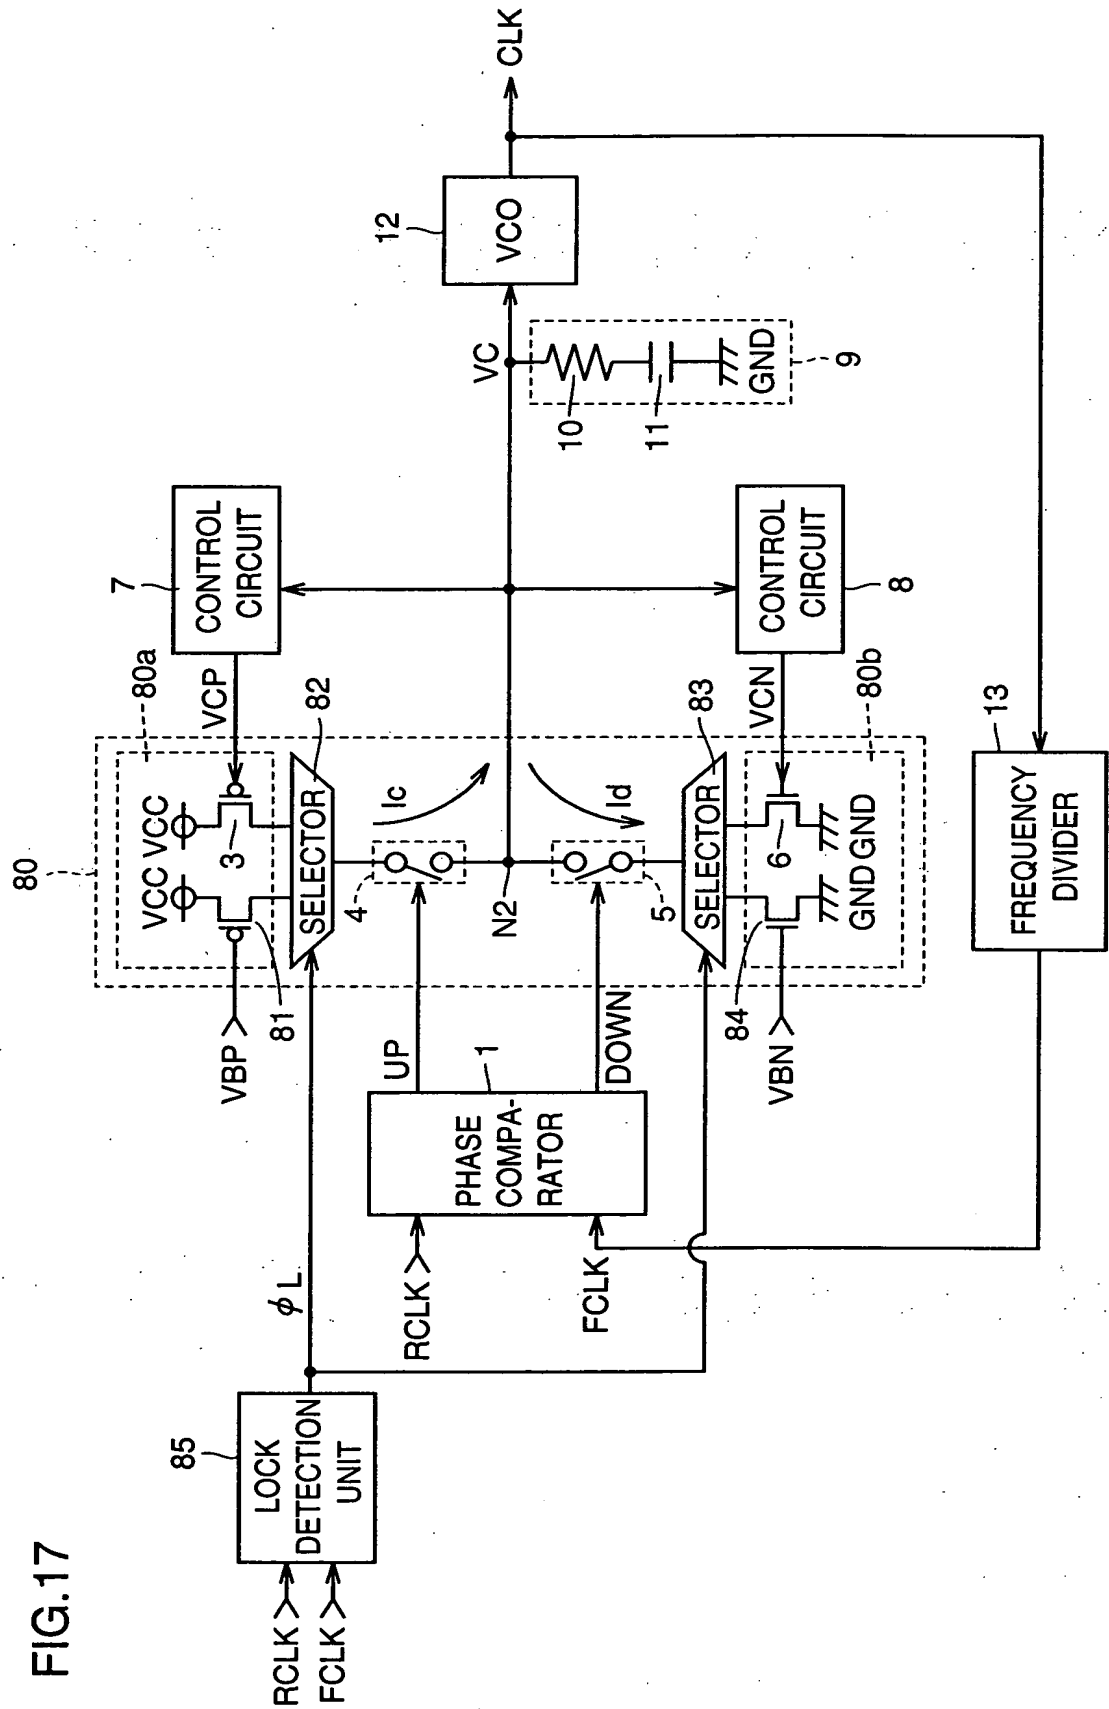 FIG.17
80
80a
7
VCC VCC
VCP
CONTROL
CIRCUIT
VBP
81
3
SELECTOR
82
85
LOCK
DETECTION
UNIT
RCLK
FCLK
φL
UP
4
Ic
12
VCO
CLK
RCLK
PHASE
COMPA-
RATOR
1
N2
VC
FCLK
DOWN
5
Id
10
11
GND
9
SELECTOR
83
84
VBN
6
VCN
CONTROL
CIRCUIT
8
GND GND
80b
13
FREQUENCY
DIVIDER